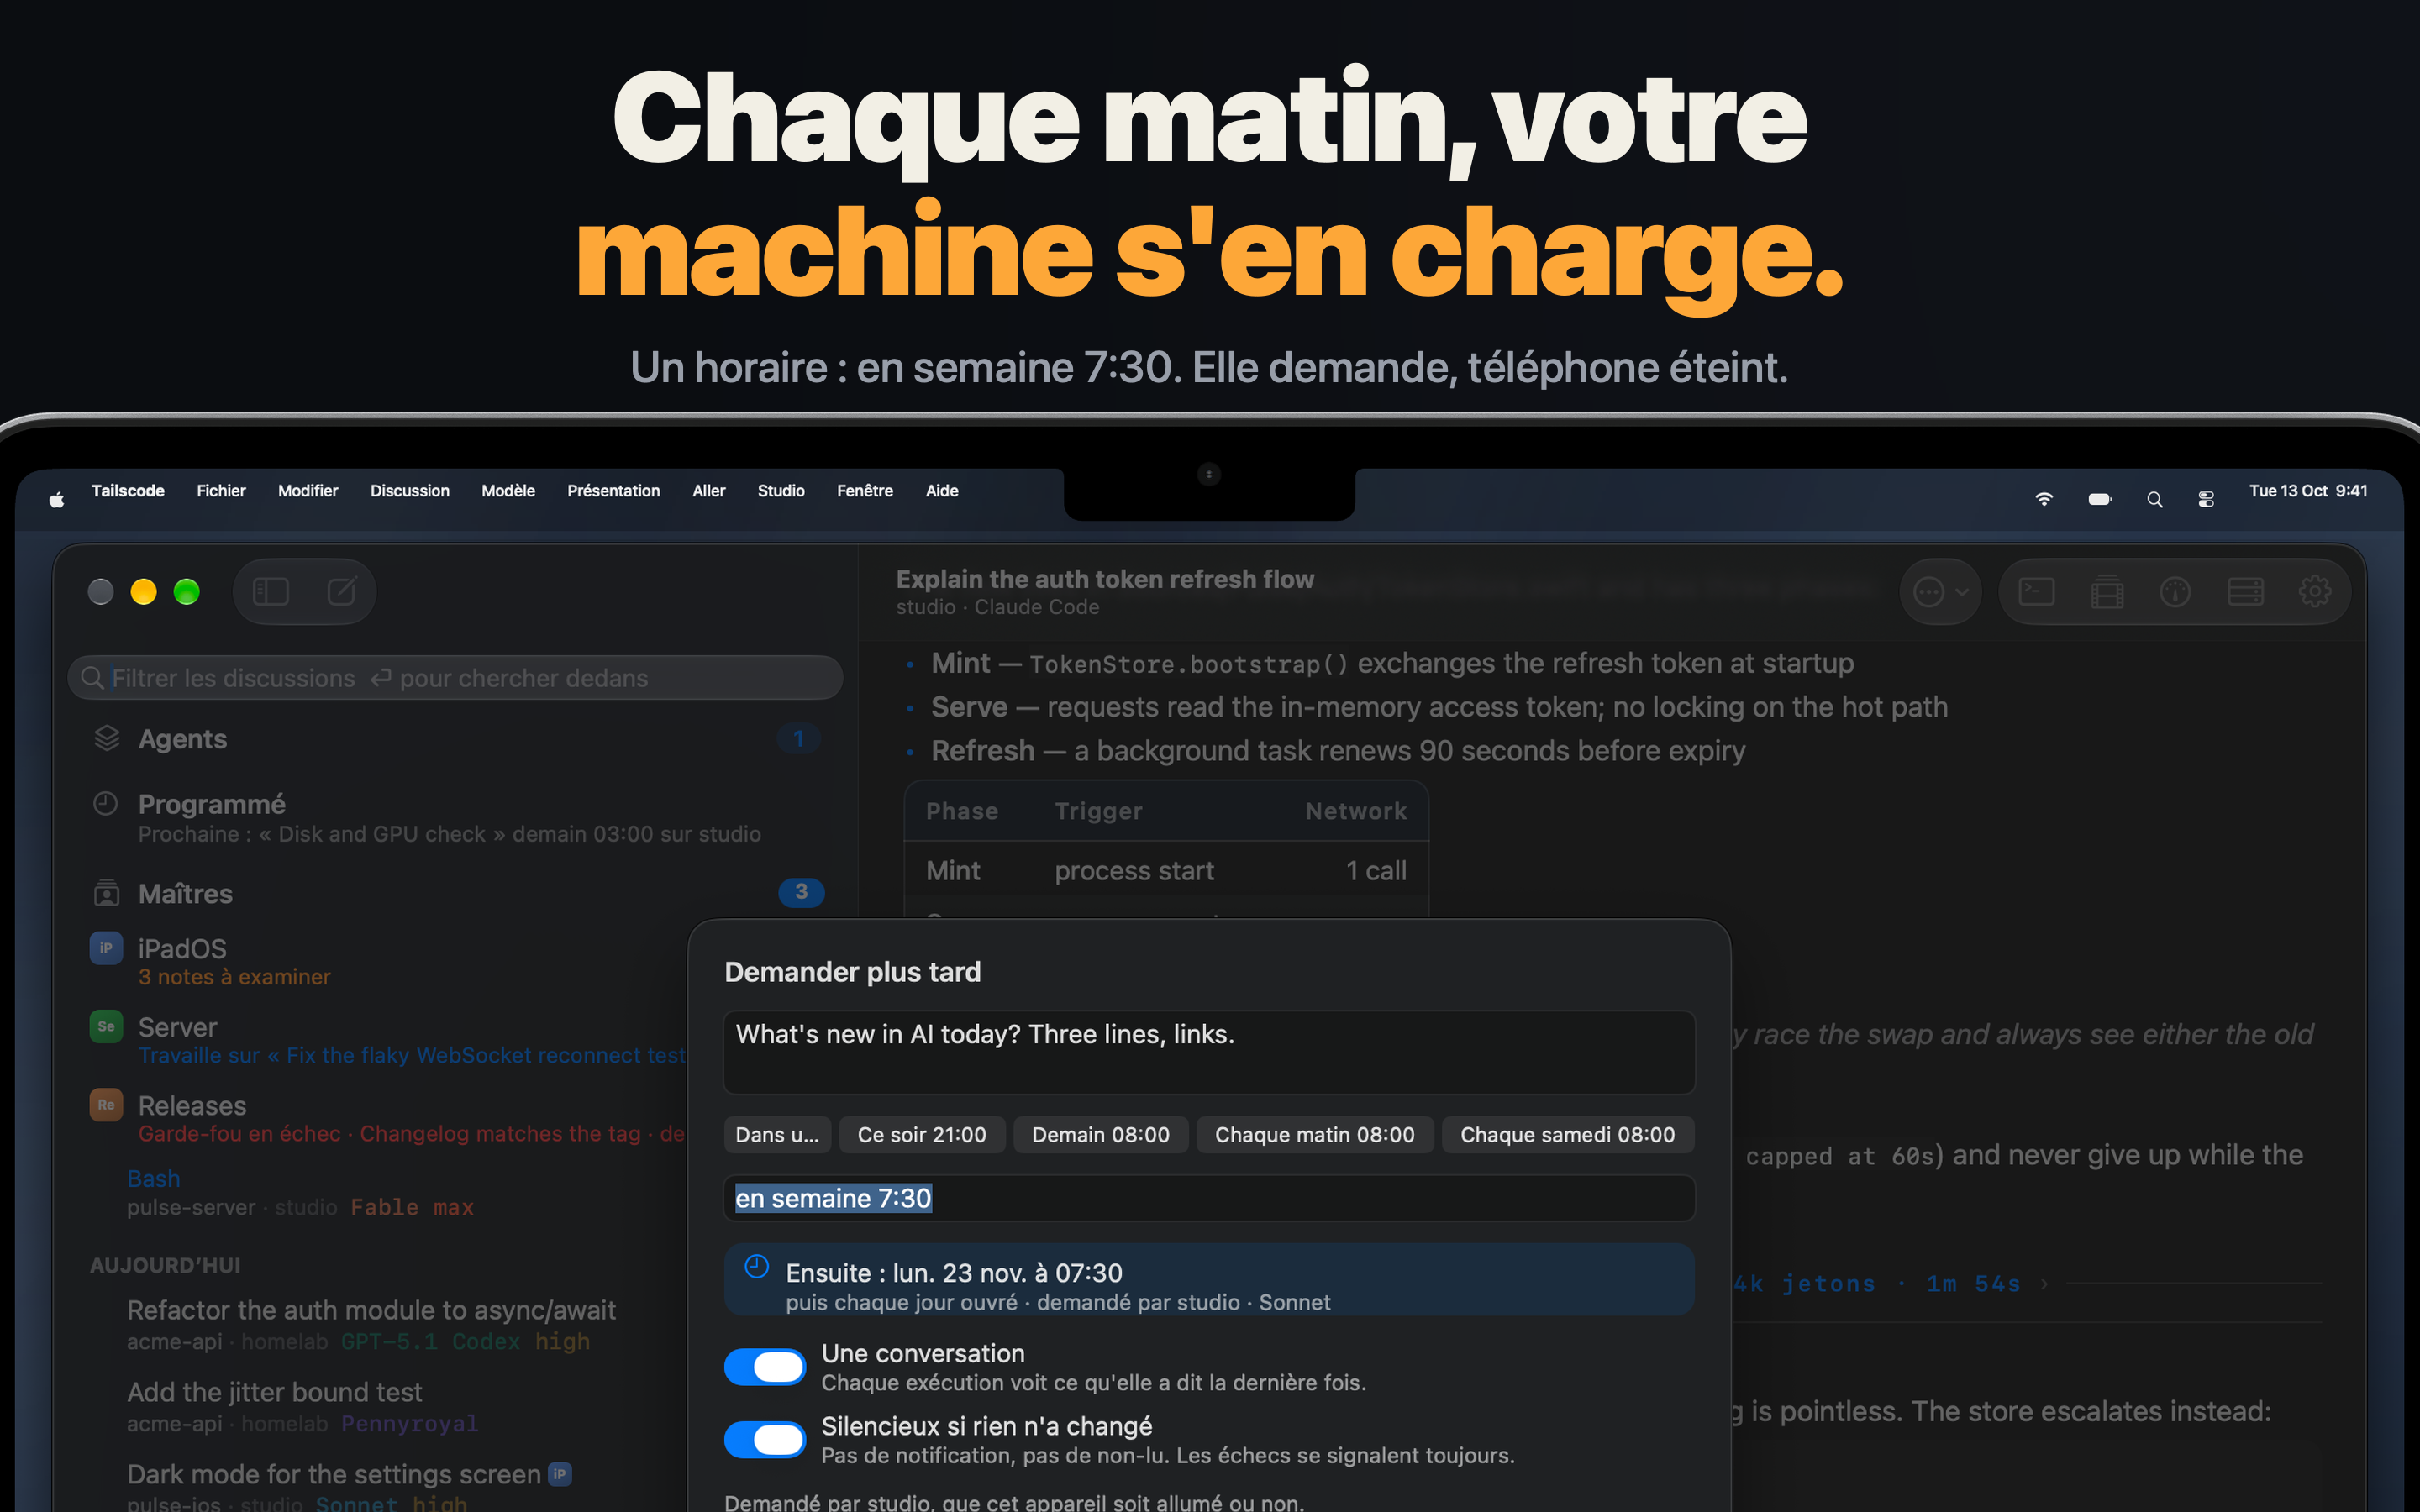 Chaque matin, votre
machine s'en charge.
Un horaire : en semaine 7:30. Elle demande, téléphone éteint.
Tailscode Fichier Modifier Discussion Modèle Présentation Aller Studio Fenêtre Aide Tue 13 Oct 9:41
Explain the auth token refresh flow
studio · Claude Code
Filtrer les discussions ⏎ pour chercher dedans
Agents 1
Programmé
Prochaine : « Disk and GPU check » demain 03:00 sur studio
Maîtres 3
iP iPadOS
3 notes à examiner
Se Server
Travaille sur « Fix the flaky WebSocket reconnect test
Re Releases
Garde-fou en échec · Changelog matches the tag · de
Bash
pulse-server · studio Fable max
AUJOURD'HUI
Refactor the auth module to async/await
acme-api · homelab GPT-5.1 Codex high
Add the jitter bound test
acme-api · homelab Pennyroyal
Dark mode for the settings screen iP
pulse-ios · studio Sonnet high
• Mint — TokenStore.bootstrap() exchanges the refresh token at startup
• Serve — requests read the in-memory access token; no locking on the hot path
• Refresh — a background task renews 90 seconds before expiry
Phase Trigger Network
Mint process start 1 call
y race the swap and always see either the old
capped at 60s) and never give up while the
4k jetons · 1m 54s ›
g is pointless. The store escalates instead:
Demander plus tard
What's new in AI today? Three lines, links.
Dans u... Ce soir 21:00 Demain 08:00 Chaque matin 08:00 Chaque samedi 08:00
en semaine 7:30
Ensuite : lun. 23 nov. à 07:30
puis chaque jour ouvré · demandé par studio · Sonnet
Une conversation
Chaque exécution voit ce qu'elle a dit la dernière fois.
Silencieux si rien n'a changé
Pas de notification, pas de non-lu. Les échecs se signalent toujours.
Demandé par studio, que cet appareil soit allumé ou non.